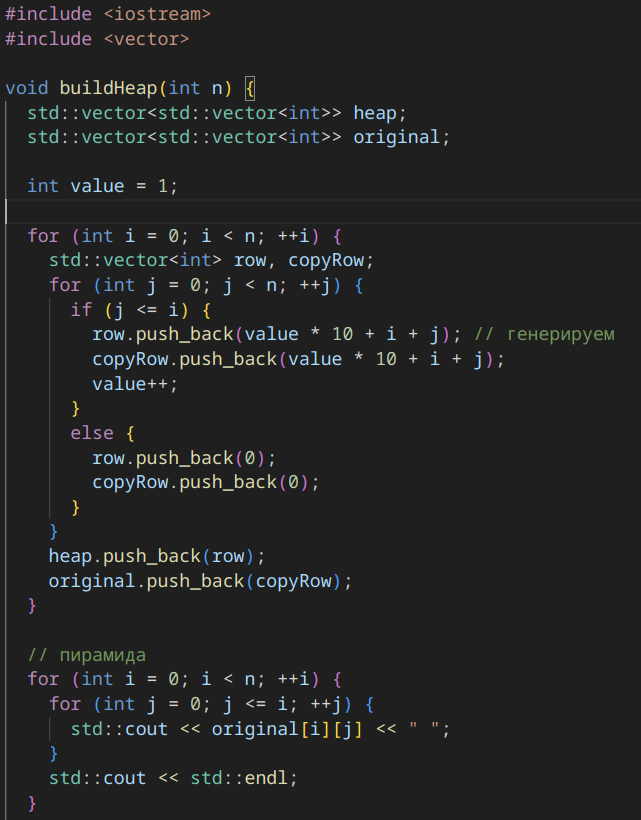 #include <iostream>
#include <vector>

void buildHeap(int n) {
  std::vector<std::vector<int>> heap;
  std::vector<std::vector<int>> original;

  int value = 1;

  for (int i = 0; i < n; ++i) {
    std::vector<int> row, copyRow;
    for (int j = 0; j < n; ++j) {
      if (j <= i) {
        row.push_back(value * 10 + i + j); // генерируем
        copyRow.push_back(value * 10 + i + j);
        value++;
      }
      else {
        row.push_back(0);
        copyRow.push_back(0);
      }
    }
    heap.push_back(row);
    original.push_back(copyRow);
  }

  // пирамида
  for (int i = 0; i < n; ++i) {
    for (int j = 0; j <= i; ++j) {
      std::cout << original[i][j] << " ";
    }
    std::cout << std::endl;
  }